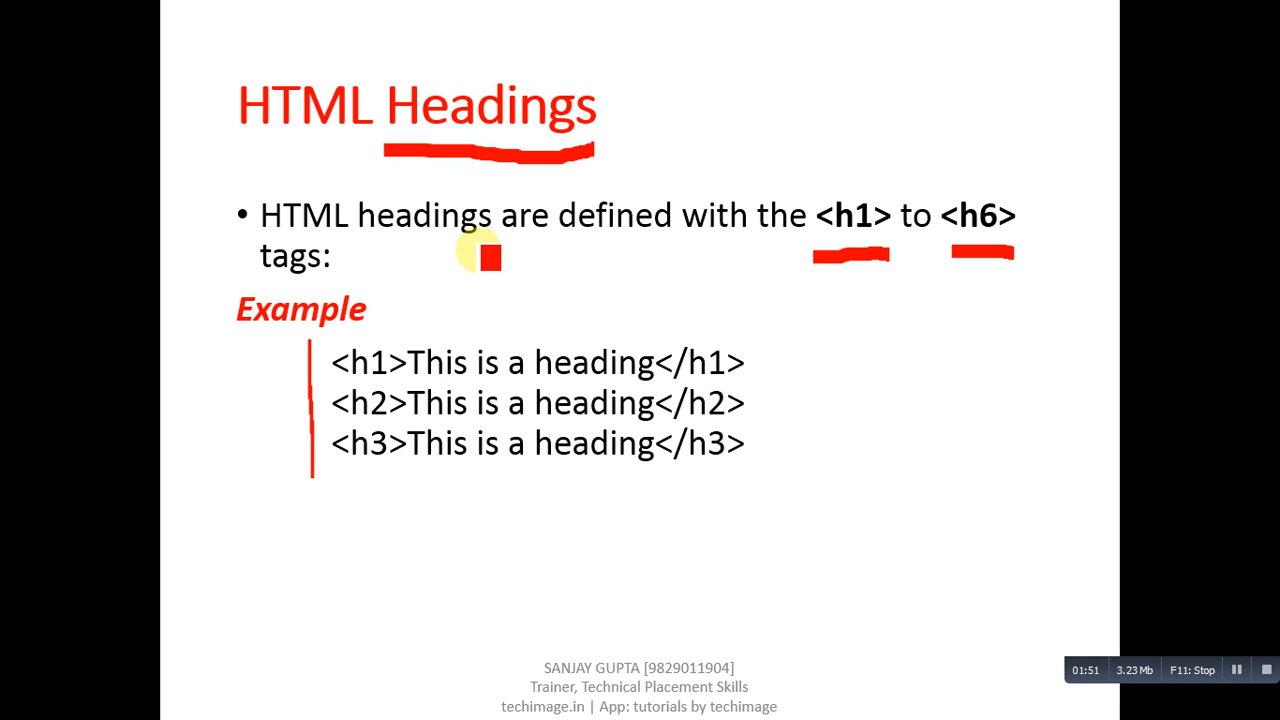 HTML Headings
• HTML headings are defined with the <h1> to <h6>
tags:
Example
<h1>This is a heading</h1>
<h2>This is a heading</h2>
<h3>This is a heading</h3>
SANJAY GUPTA [9829011904]
Trainer, Technical Placement Skills
techimage.in | App: tutorials by techimage
01:51 3.23 Mb F11: Stop